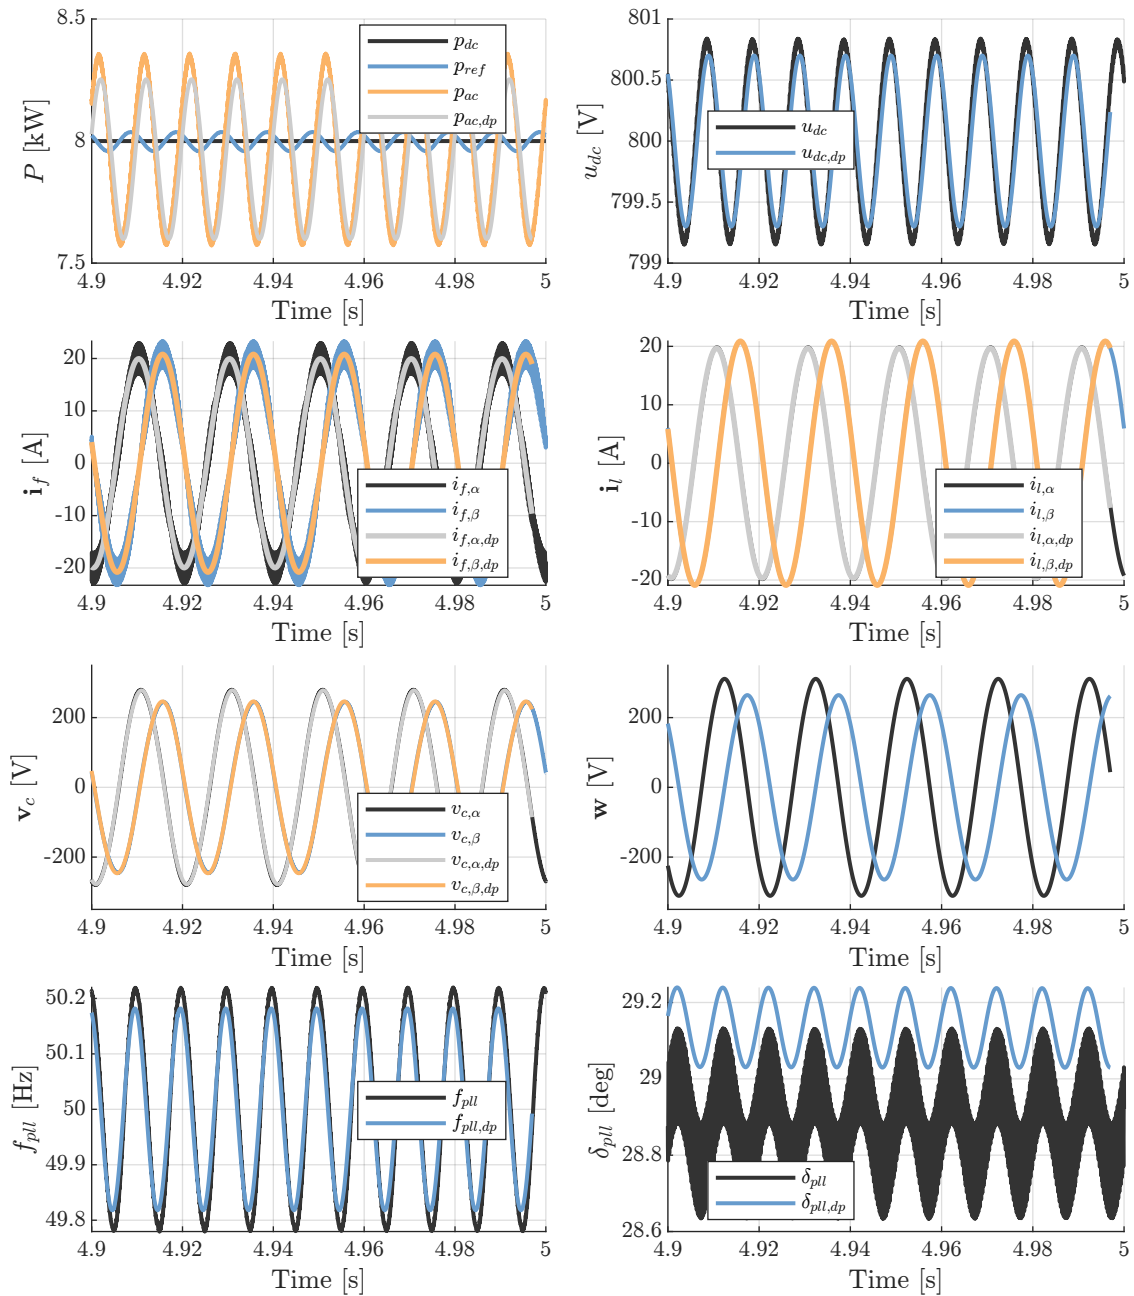 8.5
8
7.5
P [kW]
p_dc
p_ref
p_ac
p_ac,dp
4.9 4.92 4.94 4.96 4.98 5
Time [s]
801
800.5
800
799.5
799
u_dc [V]
u_dc
u_dc,dp
4.9 4.92 4.94 4.96 4.98 5
Time [s]
20
10
0
-10
-20
i_f [A]
i_f,α
i_f,β
i_f,α,dp
i_f,β,dp
4.9 4.92 4.94 4.96 4.98 5
Time [s]
20
10
0
-10
-20
i_l [A]
i_l,α
i_l,β
i_l,α,dp
i_l,β,dp
4.9 4.92 4.94 4.96 4.98 5
Time [s]
200
0
-200
v_c [V]
v_c,α
v_c,β
v_c,α,dp
v_c,β,dp
4.9 4.92 4.94 4.96 4.98 5
Time [s]
200
0
-200
w [V]
4.9 4.92 4.94 4.96 4.98 5
Time [s]
50.2
50.1
50
49.9
49.8
f_pll [Hz]
f_pll
f_pll,dp
4.9 4.92 4.94 4.96 4.98 5
Time [s]
29.2
29
28.8
28.6
δ_pll [deg]
δ_pll
δ_pll,dp
4.9 4.92 4.94 4.96 4.98 5
Time [s]